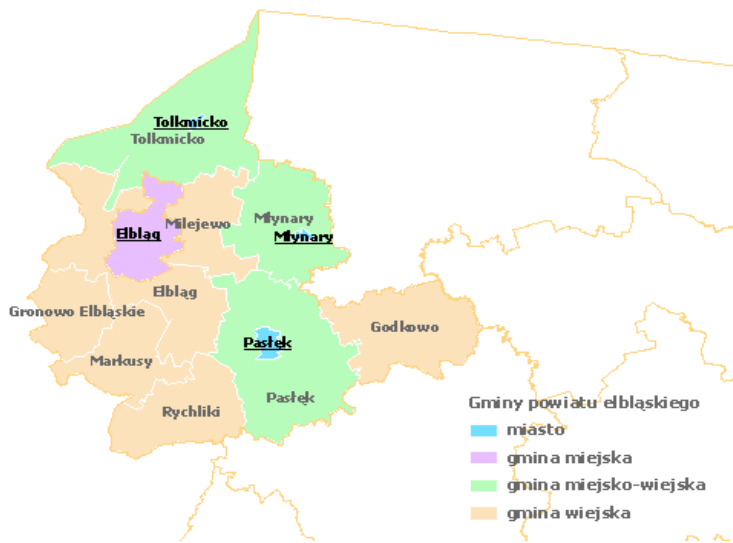 Tolkmicko
Tolkmicko
Młynary
Milejewo
Elbląg
Młynary
Elbląg
Gronowo Elbląskie
Godkowo
Pasłęk
Markusy
Pasłęk
Rychliki
Gminy powiatu elbląskiego
miasto
gmina miejska
gmina miejsko-wiejska
gmina wiejska